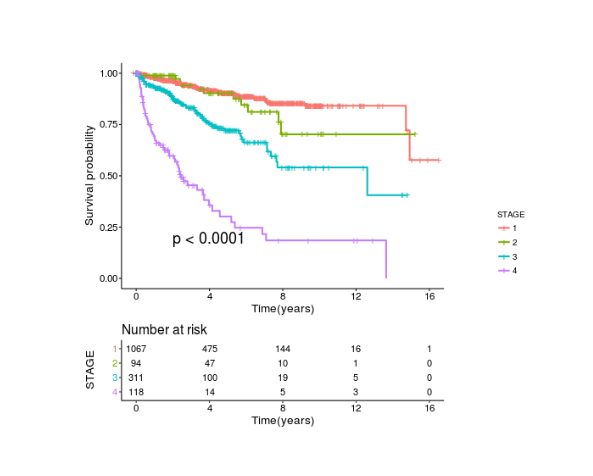 1.00
0.75
0.50
0.25
0.00
Survival probability
p < 0.0001
0 4 8 12 16
Time(years)
STAGE
1
2
3
4
Number at risk
STAGE
1 1067 475 144 16 1
2 94 47 10 1 0
3 311 100 19 5 0
4 118 14 5 3 0
0 4 8 12 16
Time(years)